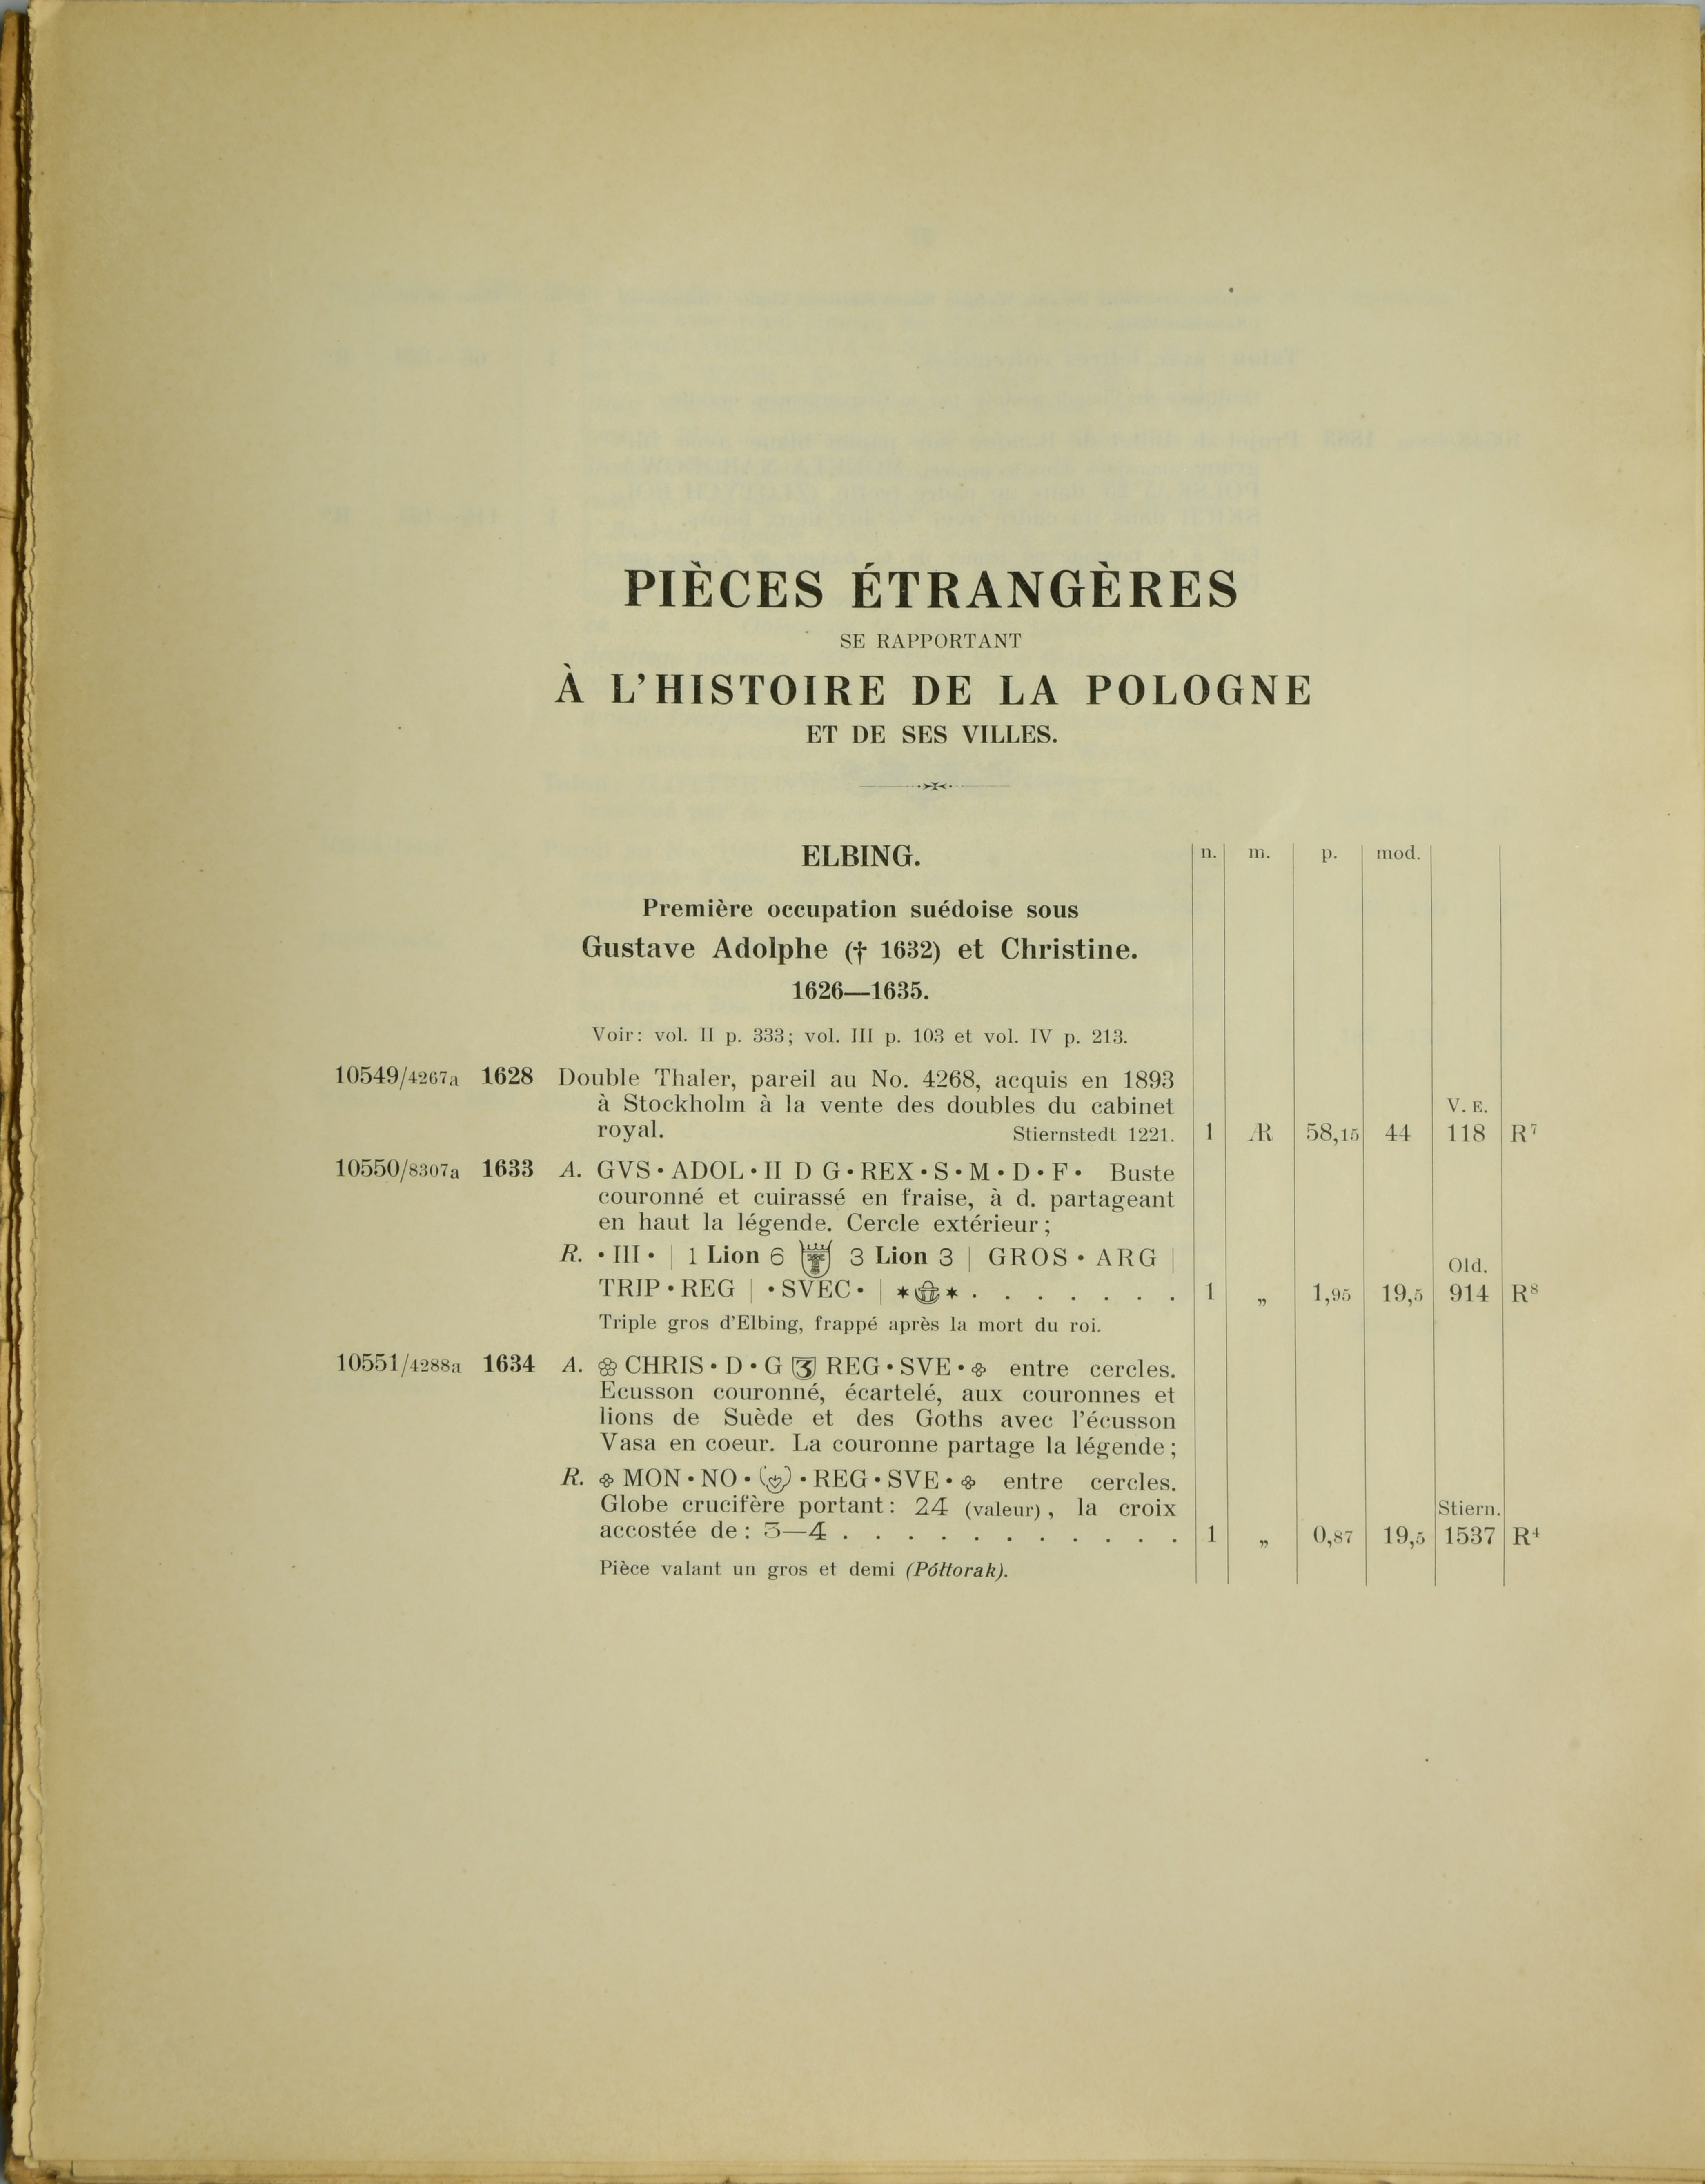 PIÈCES ÉTRANGÈRES
SE RAPPORTANT
À L'HISTOIRE DE LA POLOGNE
ET DE SES VILLES.
ELBING. n. m. p. mod.
Première occupation suédoise sous
Gustave Adolphe († 1632) et Christine.
1626—1635.
Voir: vol. II p. 333; vol. III p. 103 et vol. IV p. 213.
10549/4267a 1628 Double Thaler, pareil au No. 4268, acquis en 1893
à Stockholm à la vente des doubles du cabinet V. E.
royal. Stiernstedt 1221. 1 ÆR 58,15 44 118 R⁷
10550/8307a 1633 A. GVS • ADOL • II D G • REX • S • M • D • F • Buste
couronné et cuirassé en fraise, à d. partageant
en haut la légende. Cercle extérieur;
R. • III • | 1 Lion 6 3 Lion 3 | GROS • ARG | Old.
TRIP • REG | • SVEC • | ✶ ✶ . . . . . . . 1 „ 1,95 19,5 914 R⁸
Triple gros d'Elbing, frappé après la mort du roi.
10551/4288a 1634 A. CHRIS • D • G 3 REG • SVE • entre cercles.
Ecusson couronné, écartelé, aux couronnes et
lions de Suède et des Goths avec l'écusson
Vasa en coeur. La couronne partage la légende;
R. MON • NO • • REG • SVE • entre cercles.
Globe crucifère portant: 24 (valeur), la croix Stiern.
accostée de: 3—4 . . . . . . . . . . . 1 „ 0,87 19,5 1537 R⁴
Pièce valant un gros et demi (Półtorak).